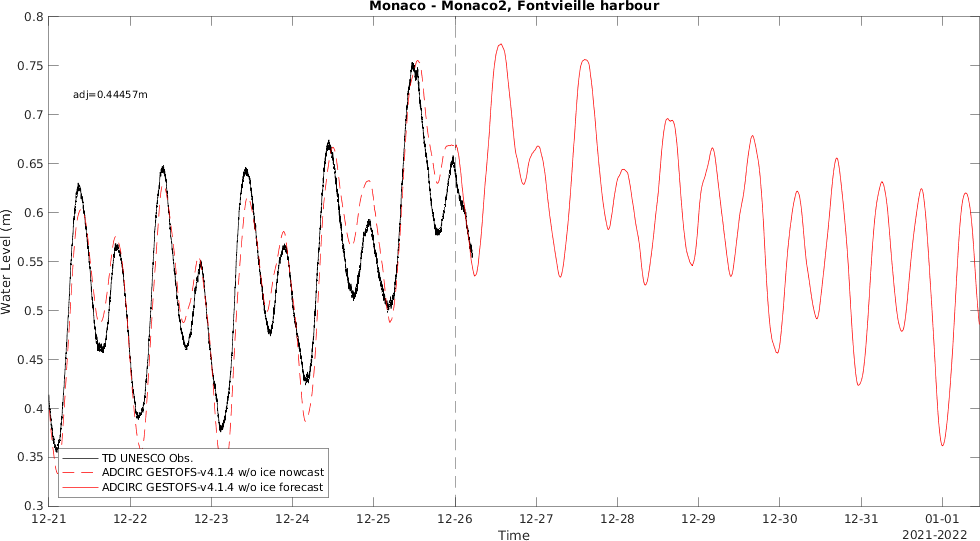 Monaco - Monaco2, Fontvieille harbour
0.8
0.75
adj=0.44457m
0.7
0.65
0.6
Water Level (m)
0.55
0.5
0.45
0.4
0.35
TD UNESCO Obs.
ADCIRC GESTOFS-v4.1.4 w/o ice nowcast
ADCIRC GESTOFS-v4.1.4 w/o ice forecast
0.3
12-21 12-22 12-23 12-24 12-25 12-26 12-27 12-28 12-29 12-30 12-31 01-01
Time
2021-2022